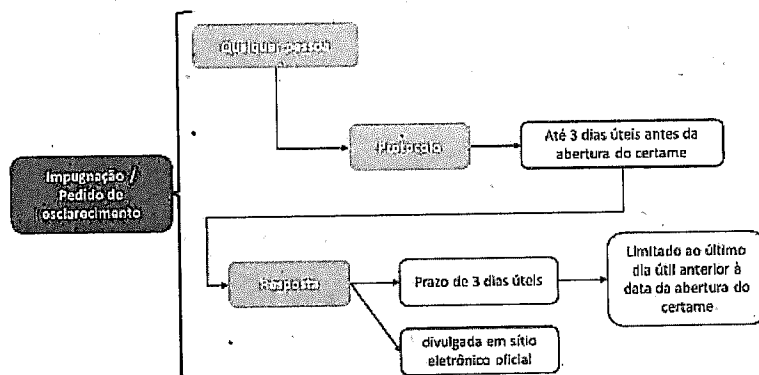 Qualquer pessoa
Protocolo
Até 3 dias úteis antes da
abertura do certame
Impugnação /
Pedido de
esclarecimento
Resposta
Prazo de 3 dias úteis
Limitado ao último
dia útil anterior à
data da abertura do
certame
divulgada em sítio
eletrônico oficial